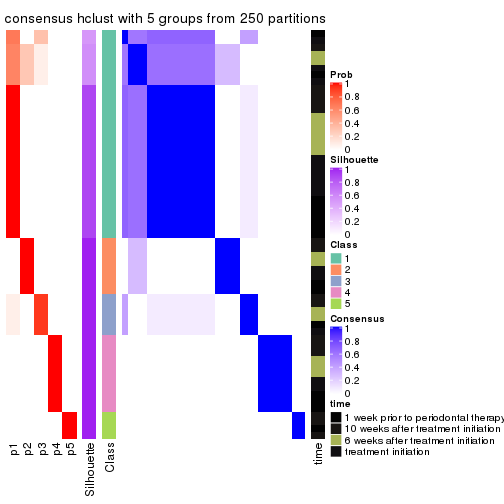 consensus hclust with 5 groups from 250 partitions
Prob
1
0.8
0.6
0.4
0.2
0
Silhouette
1
0.8
0.6
0.4
0.2
0
Class
1
2
3
4
5
Consensus
1
0.8
0.6
0.4
0.2
0
time
1 week prior to periodontal therapy
10 weeks after treatment initiation
6 weeks after treatment initiation
treatment initiation
p1
p2
p3
p4
p5
Silhouette
Class
time